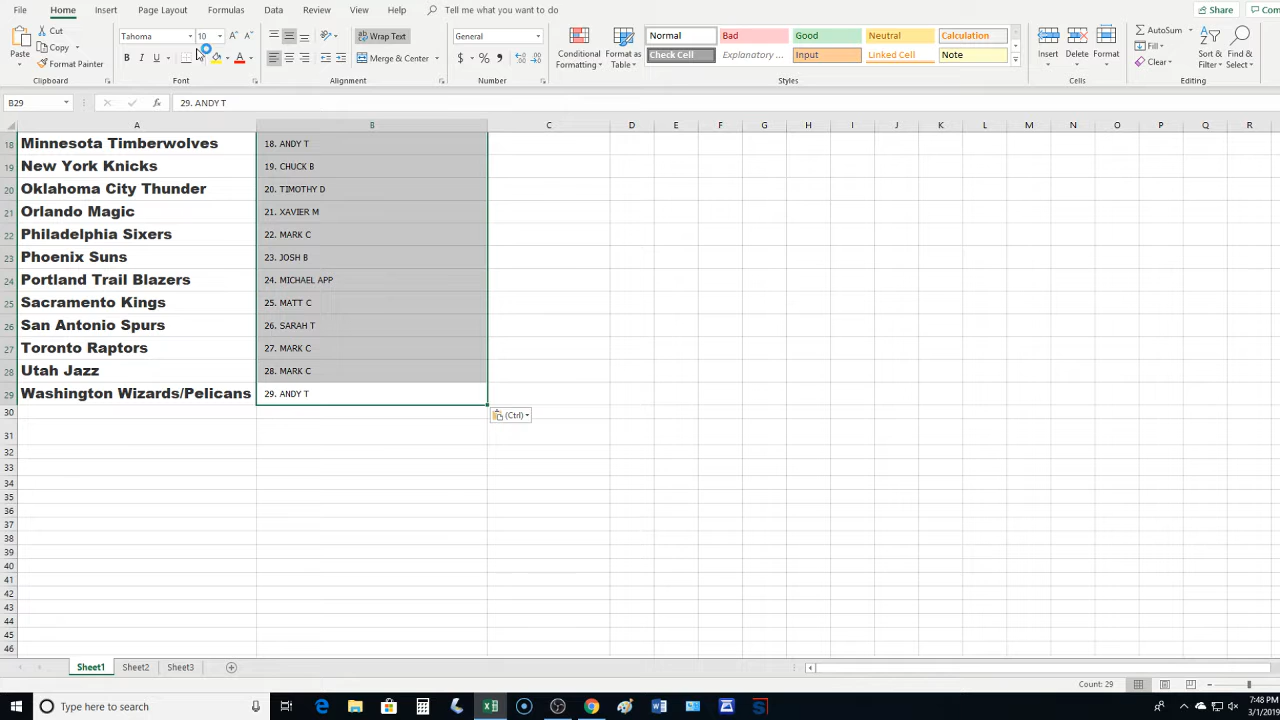 File Home Insert Page Layout Formulas Data Review View Help Tell me what you want to do Share
Cut
Copy
Format Painter
Paste
Clipboard
Tahoma 10
B I U
Font
Wrap Text
Merge & Center
Alignment
General
$ % ,
Number
Conditional Formatting
Format as Table
Normal Bad Good Neutral Calculation
Check Cell Explanatory ... Input Linked Cell Note
Styles
Insert Delete Format
Cells
AutoSum
Fill
Clear
Sort & Filter
Find & Select
Editing
B29 fx 29. ANDY T
A B C D E F G H I J K L M N O P Q R
18 Minnesota Timberwolves 18. ANDY T
19 New York Knicks 19. CHUCK B
20 Oklahoma City Thunder 20. TIMOTHY D
21 Orlando Magic 21. XAVIER M
22 Philadelphia Sixers 22. MARK C
23 Phoenix Suns 23. JOSH B
24 Portland Trail Blazers 24. MICHAEL APP
25 Sacramento Kings 25. MATT C
26 San Antonio Spurs 26. SARAH T
27 Toronto Raptors 27. MARK C
28 Utah Jazz 28. MARK C
29 Washington Wizards/Pelicans 29. ANDY T
30 (Ctrl)
31
32
33
34
35
36
37
38
39
40
41
42
43
44
45
46
Sheet1 Sheet2 Sheet3
Count: 29
Type here to search
7:48 PM
3/1/2019